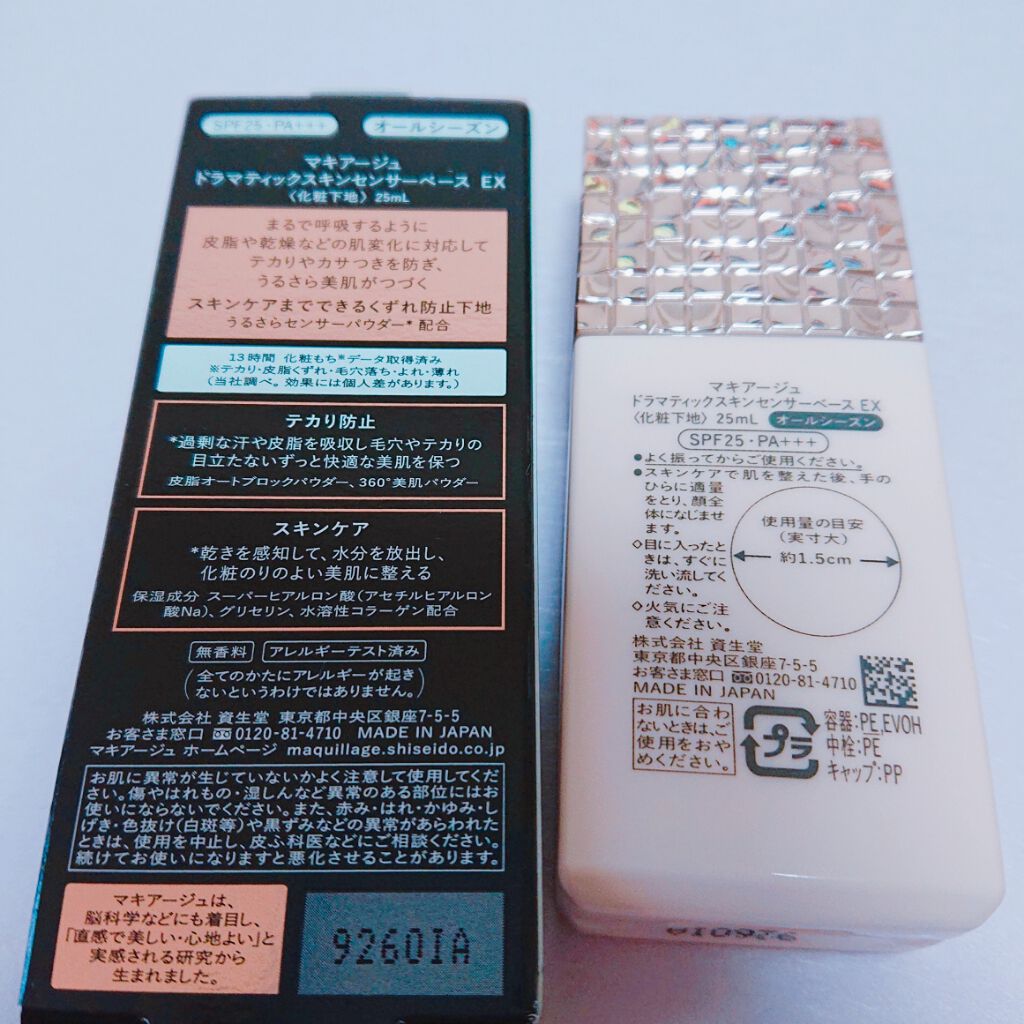 SPF25・PA+++
オールシーズン
マキアージュ
ドラマティックスキンセンサーベース EX
〈化粧下地〉25mL
まるで呼吸するように
皮脂や乾燥などの肌変化に対応して
テカリやカサつきを防ぎ、
うるさら美肌がつづく
スキンケアまでできるくずれ防止下地
うるさらセンサーパウダー* 配合
13時間 化粧もち※データ取得済み
※テカリ・皮脂くずれ・毛穴落ち・よれ・薄れ
(当社調べ。効果には個人差があります。)
テカリ防止
*過剰な汗や皮脂を吸収し毛穴やテカリの
目立たないずっと快適な美肌を保つ
皮脂オートブロックパウダー、360°美肌パウダー
スキンケア
*乾きを感知して、水分を放出し、
化粧のりのよい美肌に整える
保湿成分 スーパーヒアルロン酸(アセチルヒアルロン
酸Na)、グリセリン、水溶性コラーゲン配合
無香料 アレルギーテスト済み
(全てのかたにアレルギーが起き
ないというわけではありません。)
株式会社 資生堂 東京都中央区銀座7-5-5
お客さま窓口 0120-81-4710 MADE IN JAPAN
マキアージュ ホームページ maquillage.shiseido.co.jp
お肌に異常が生じていないかよく注意して使用してくだ
さい。傷やはれもの・湿しんなど異常のある部位にはお
使いにならないでください。また、赤み・はれ・かゆみ・し
げき・色抜け(白斑等)や黒ずみなどの異常があらわれた
ときは、使用を中止し、皮ふ科医などにご相談ください。
続けてお使いになりますと悪化させることがあります。
マキアージュは、
脳科学などにも着目し、
「直感で美しい・心地よい」と
実感される研究から
生まれました。
9260IA
マキアージュ
ドラマティックスキンセンサーベース EX
〈化粧下地〉25mL オールシーズン
SPF25・PA+++
●よく振ってからご使用ください。
●スキンケアで肌を整えた後、手の
ひらに適量
をとり、顔全
体になじませ
ます。
◇目に入ったと
きは、すぐに
洗い流してく
ださい。
◇火気にご注
意ください。
使用量の目安
(実寸大)
約1.5cm
株式会社 資生堂
東京都中央区銀座7-5-5
お客さま窓口 0120-81-4710
MADE IN JAPAN
お肌に合わ
ないときは、ご
使用をおや
めください。
プラ
容器:PE,EVOH
中栓:PE
キャップ:PP
9260IA